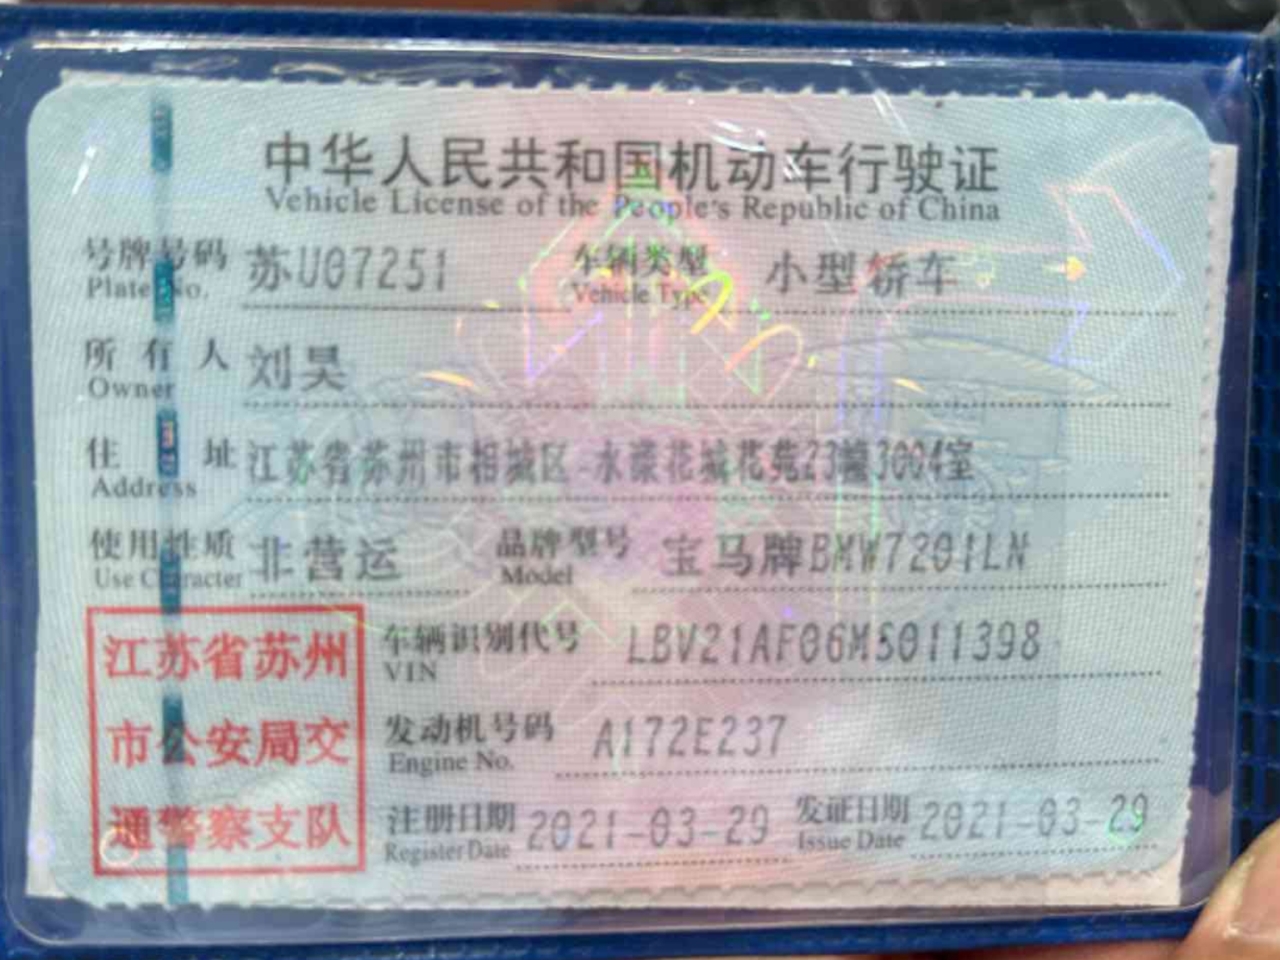 中华人民共和国机动车行驶证
Vehicle License of the People's Republic of China
号牌号码 苏U07251 车辆类型 小型轿车
Plate No. Vehicle Type
所有人 刘昊
Owner
住址 江苏省苏州市相城区 水漾花城花苑23幢3004室
Address
使用性质 非营运 品牌型号 宝马牌BMW7201LN
Use Character Model
江苏省苏州
市公安局交
通警察支队
车辆识别代号 LBV21AF06MS011398
VIN
发动机号码 A172E237
Engine No.
注册日期 2021-03-29 发证日期 2021-03-29
Register Date Issue Date